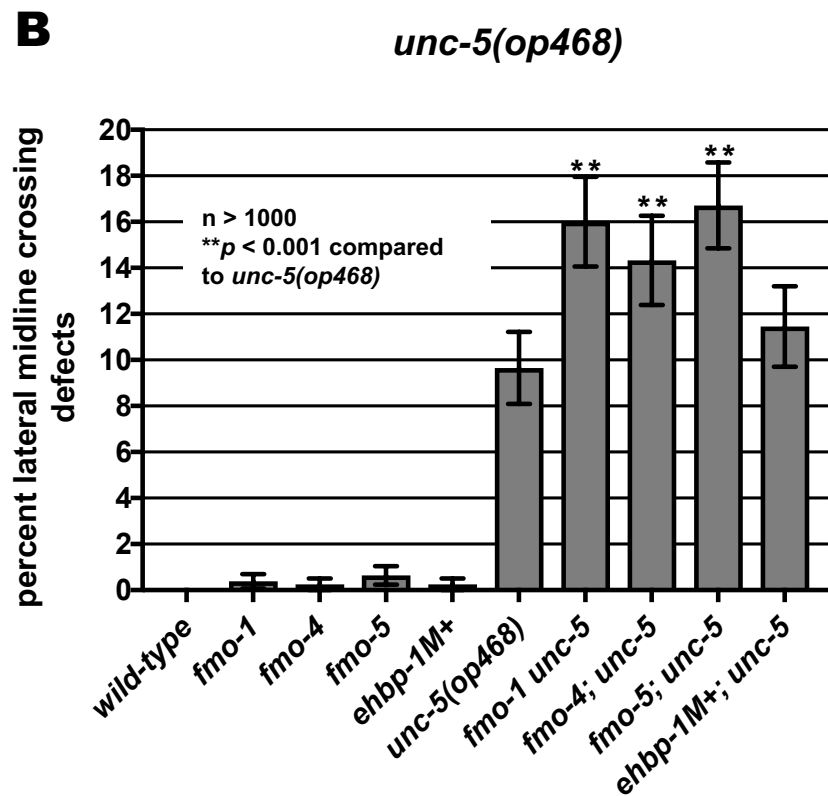 B
unc-5(op468)
percent lateral midline crossing
defects
20
18
16
14
12
10
8
6
4
2
0
n > 1000
**p < 0.001 compared
to unc-5(op468)
**
**
**
wild-type
fmo-1
fmo-4
fmo-5
ehbp-1M+
unc-5(op468)
fmo-1 unc-5
fmo-4; unc-5
fmo-5; unc-5
ehbp-1M+; unc-5